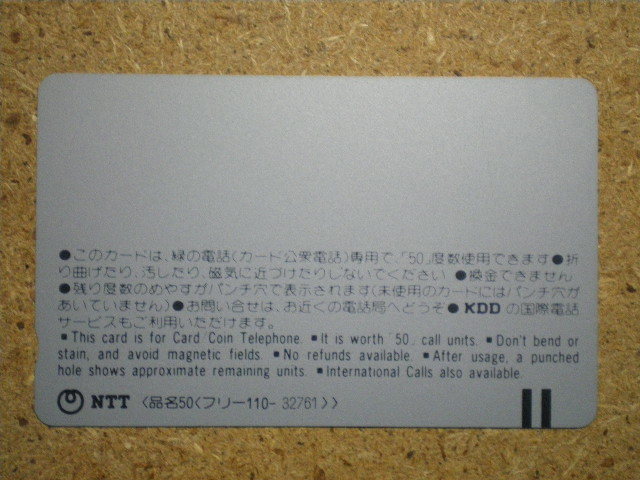 ●このカードは、緑の電話(カード公衆電話)専用で、「50」度数使用できます●折
り曲げたり、汚したり、磁気に近づけたりしないでください ●換金できません
●残り度数のめやすがパンチ穴で表示されます(未使用のカードにはパンチ穴が
あいていません)●お問い合せは、お近くの電話局へどうぞ● KDD の国際電話
サービスもご利用いただけます。
▪This card is for Card/Coin Telephone. ▪It is worth「50」call units. ▪Don't bend or
stain, and avoid magnetic fields. ▪No refunds available. ▪After usage, a punched
hole shows approximate remaining units. ▪International Calls also available.
NTT 〈品名50〈フリー110-32761〉〉